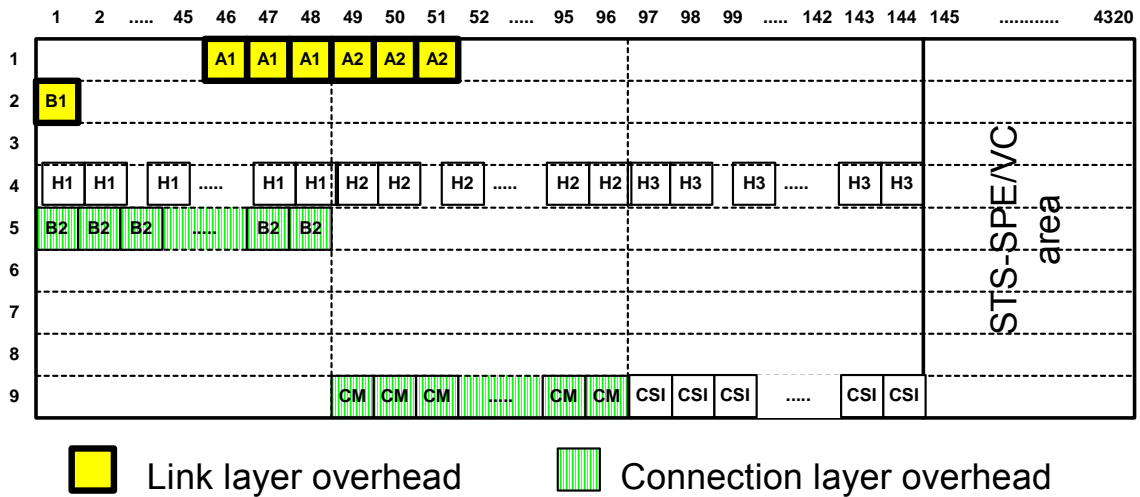 1 2 ..... 45 46 47 48 49 50 51 52 ..... 95 96 97 98 99 ..... 142 143 144 145 ............ 4320
1 A1 A1 A1 A2 A2 A2
2 B1
3
4 H1 H1 H1 ..... H1 H1 H2 H2 H2 ..... H2 H2 H3 H3 H3 ..... H3 H3
5 B2 B2 B2 ..... B2 B2
6
7
8
9 CM CM CM ..... CM CM CSI CSI CSI ..... CSI CSI
STS-SPE/VC
area
Link layer overhead Connection layer overhead